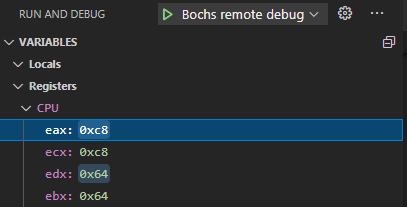 RUN AND DEBUG Bochs remote debug
VARIABLES
Locals
Registers
CPU
eax: 0xc8
ecx: 0xc8
edx: 0x64
ebx: 0x64